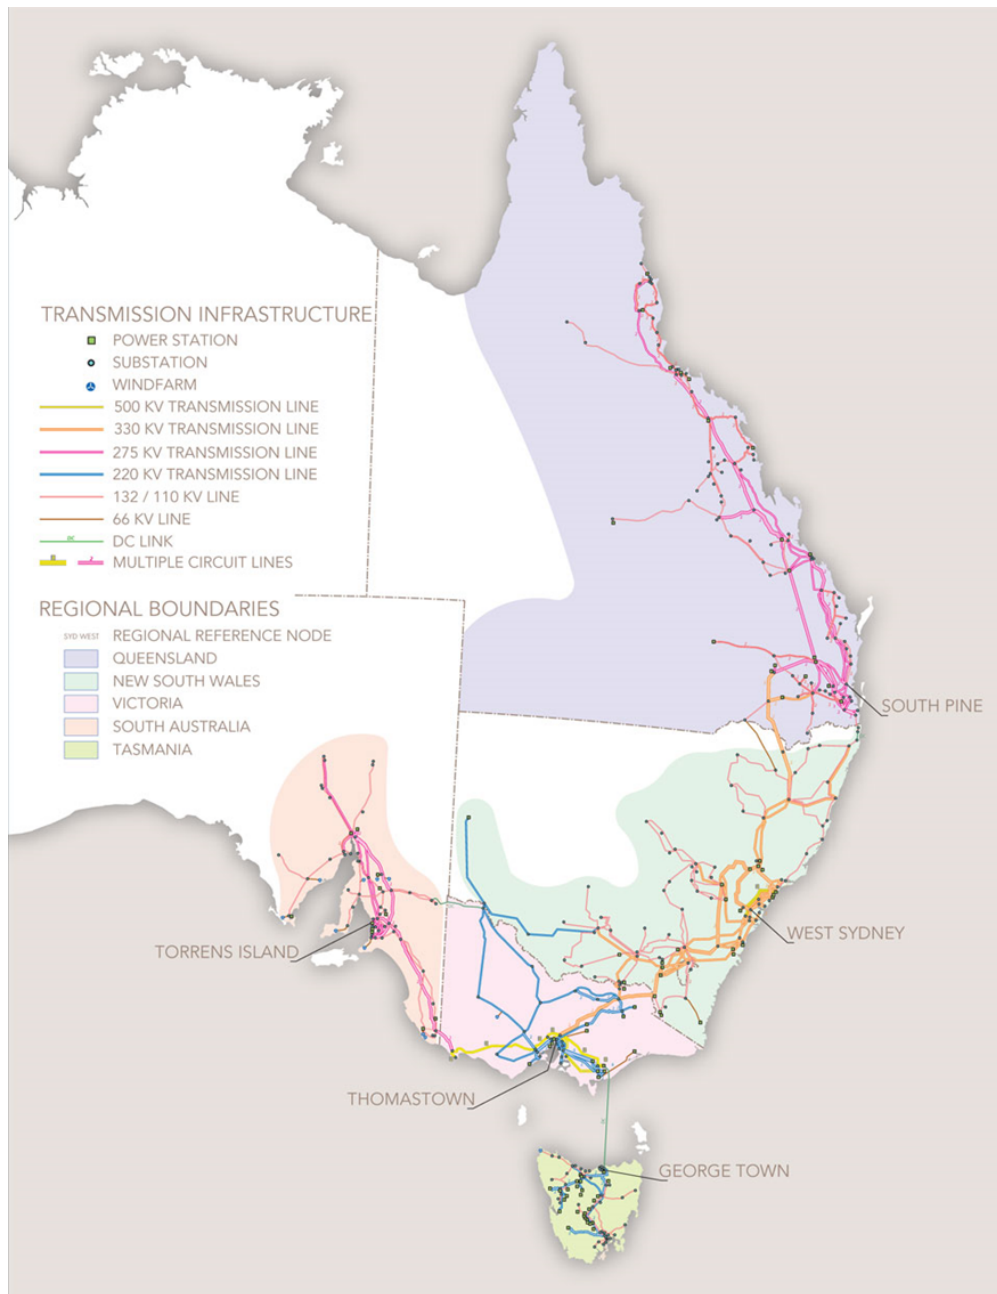 TRANSMISSION INFRASTRUCTURE
POWER STATION
SUBSTATION
WINDFARM
500 KV TRANSMISSION LINE
330 KV TRANSMISSION LINE
275 KV TRANSMISSION LINE
220 KV TRANSMISSION LINE
132 / 110 KV LINE
66 KV LINE
DC LINK
MULTIPLE CIRCUIT LINES
REGIONAL BOUNDARIES
SYD WEST REGIONAL REFERENCE NODE
QUEENSLAND
NEW SOUTH WALES
VICTORIA
SOUTH AUSTRALIA
TASMANIA
SOUTH PINE
WEST SYDNEY
TORRENS ISLAND
THOMASTOWN
GEORGE TOWN